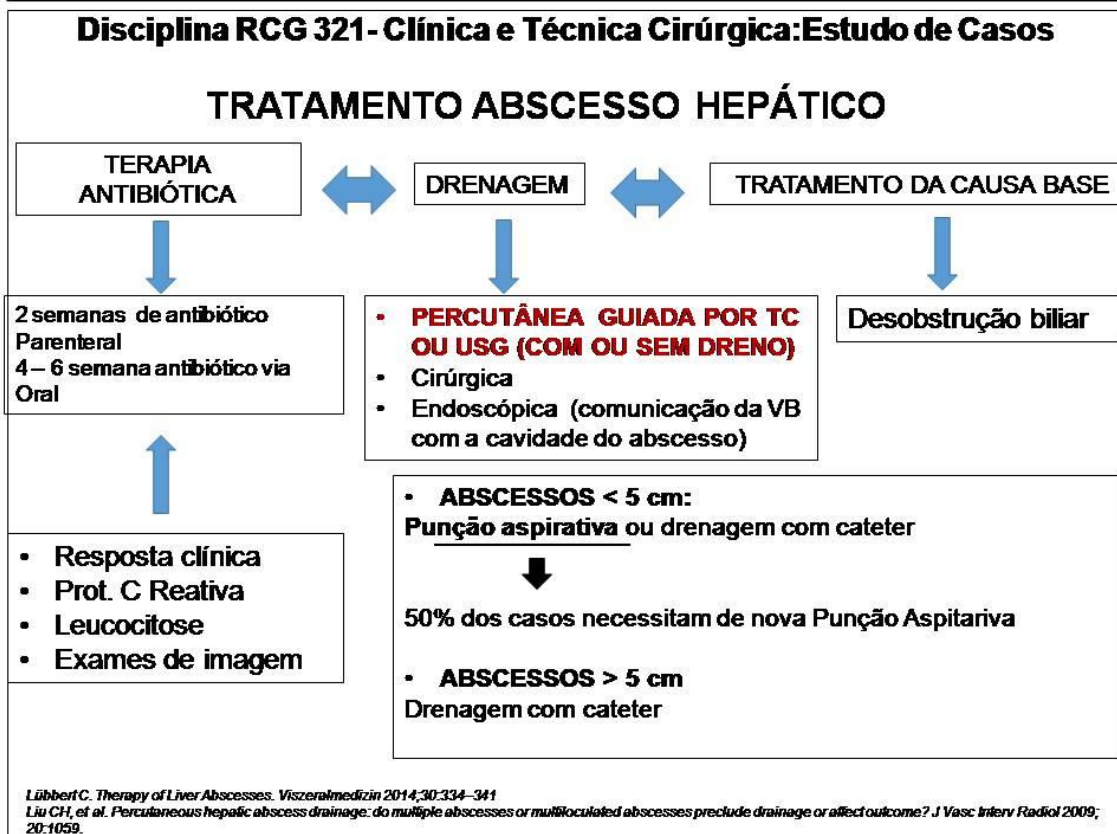 Disciplina RCG 321- Clínica e Técnica Cirúrgica:Estudo de Casos
TRATAMENTO ABSCESSO HEPÁTICO
TERAPIA
ANTIBIÓTICA
DRENAGEM
TRATAMENTO DA CAUSA BASE
2 semanas de antibiótico
Parenteral
4 – 6 semana antibiótico via
Oral
• PERCUTÂNEA GUIADA POR TC
OU USG (COM OU SEM DRENO)
• Cirúrgica
• Endoscópica (comunicação da VB
com a cavidade do abscesso)
Desobstrução biliar
• Resposta clínica
• Prot. C Reativa
• Leucocitose
• Exames de imagem
• ABSCESSOS < 5 cm:
Punção aspirativa ou drenagem com cateter
50% dos casos necessitam de nova Punção Aspitariva
• ABSCESSOS > 5 cm
Drenagem com cateter
Lübbert C. Therapy of Liver Abscesses. Viszeralmedizin 2014;30:334–341
Liu CH, et al. Percutaneous hepatic abscess drainage: do multiple abscesses or multiloculated abscesses preclude drainage or affect outcome? J Vasc Interv Radiol 2009;
20:1059.